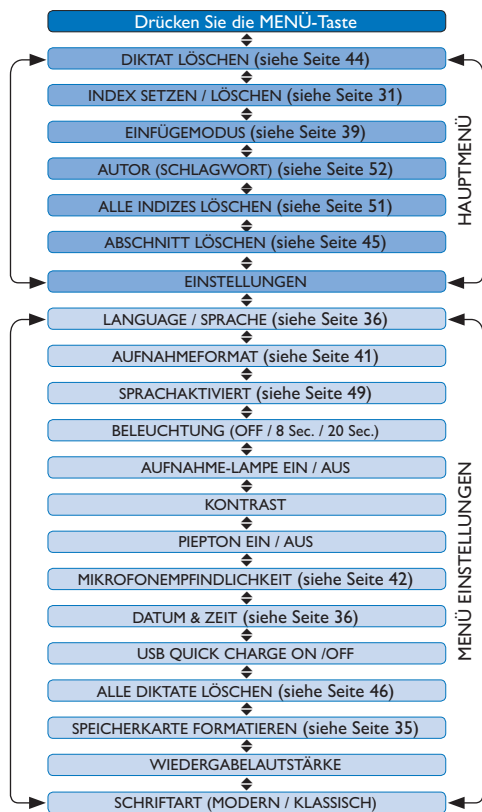 Drücken Sie die MENÜ-Taste
DIKTAT LÖSCHEN (siehe Seite 44)
INDEX SETZEN / LÖSCHEN (siehe Seite 31)
EINFÜGEMODUS (siehe Seite 39)
AUTOR (SCHLAGWORT) (siehe Seite 52)
ALLE INDIZES LÖSCHEN (siehe Seite 51)
ABSCHNITT LÖSCHEN (siehe Seite 45)
EINSTELLUNGEN
HAUPTMENÜ
LANGUAGE / SPRACHE (siehe Seite 36)
AUFNAHMEFORMAT (siehe Seite 41)
SPRACHAKTIVIERT (siehe Seite 49)
BELEUCHTUNG (OFF / 8 Sec. / 20 Sec.)
AUFNAHME-LAMPE EIN / AUS
KONTRAST
PIEPTON EIN / AUS
MIKROFONEMPFINDLICHKEIT (siehe Seite 42)
DATUM & ZEIT (siehe Seite 36)
USB QUICK CHARGE ON /OFF
ALLE DIKTATE LÖSCHEN (siehe Seite 46)
SPEICHERKARTE FORMATIEREN (siehe Seite 35)
WIEDERGABELAUTSTÄRKE
SCHRIFTART (MODERN / KLASSISCH)
MENÜ EINSTELLUNGEN